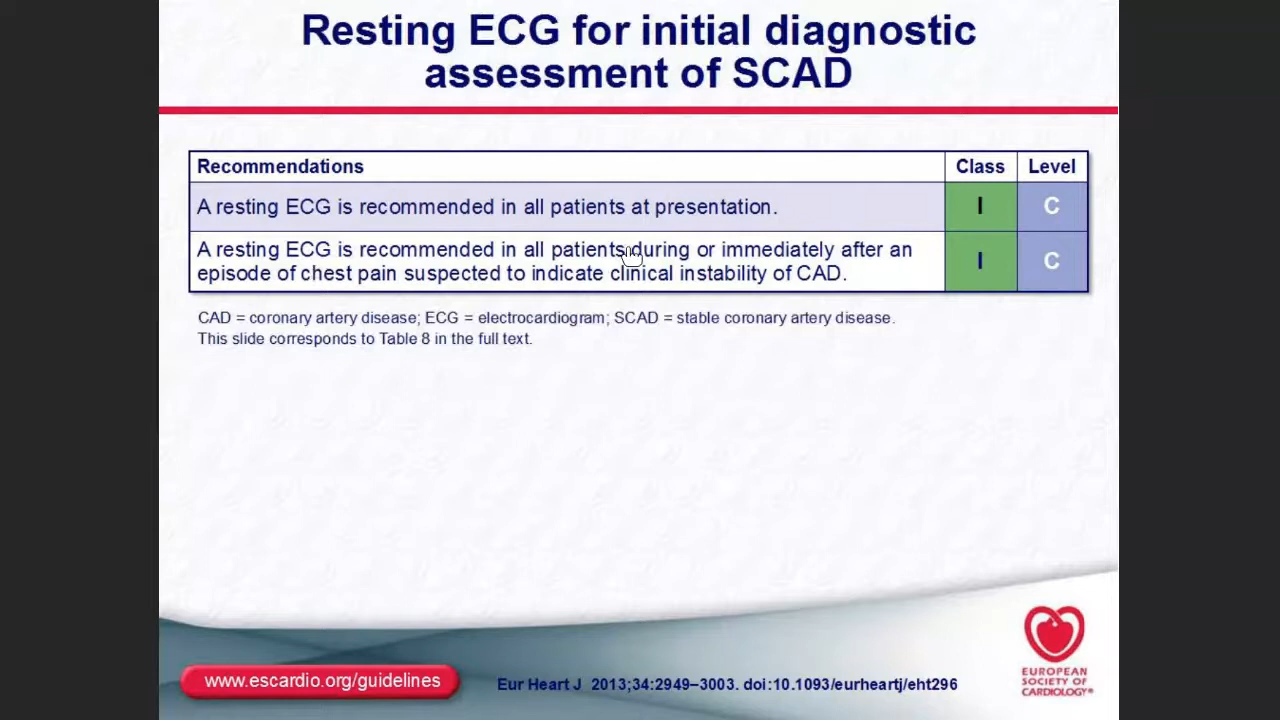 Resting ECG for initial diagnostic
assessment of SCAD
Recommendations Class Level
A resting ECG is recommended in all patients at presentation. I C
A resting ECG is recommended in all patients during or immediately after an
episode of chest pain suspected to indicate clinical instability of CAD. I C
CAD = coronary artery disease; ECG = electrocardiogram; SCAD = stable coronary artery disease.
This slide corresponds to Table 8 in the full text.
www.escardio.org/guidelines
Eur Heart J 2013;34:2949–3003. doi:10.1093/eurheartj/eht296
EUROPEAN
SOCIETY OF
CARDIOLOGY®